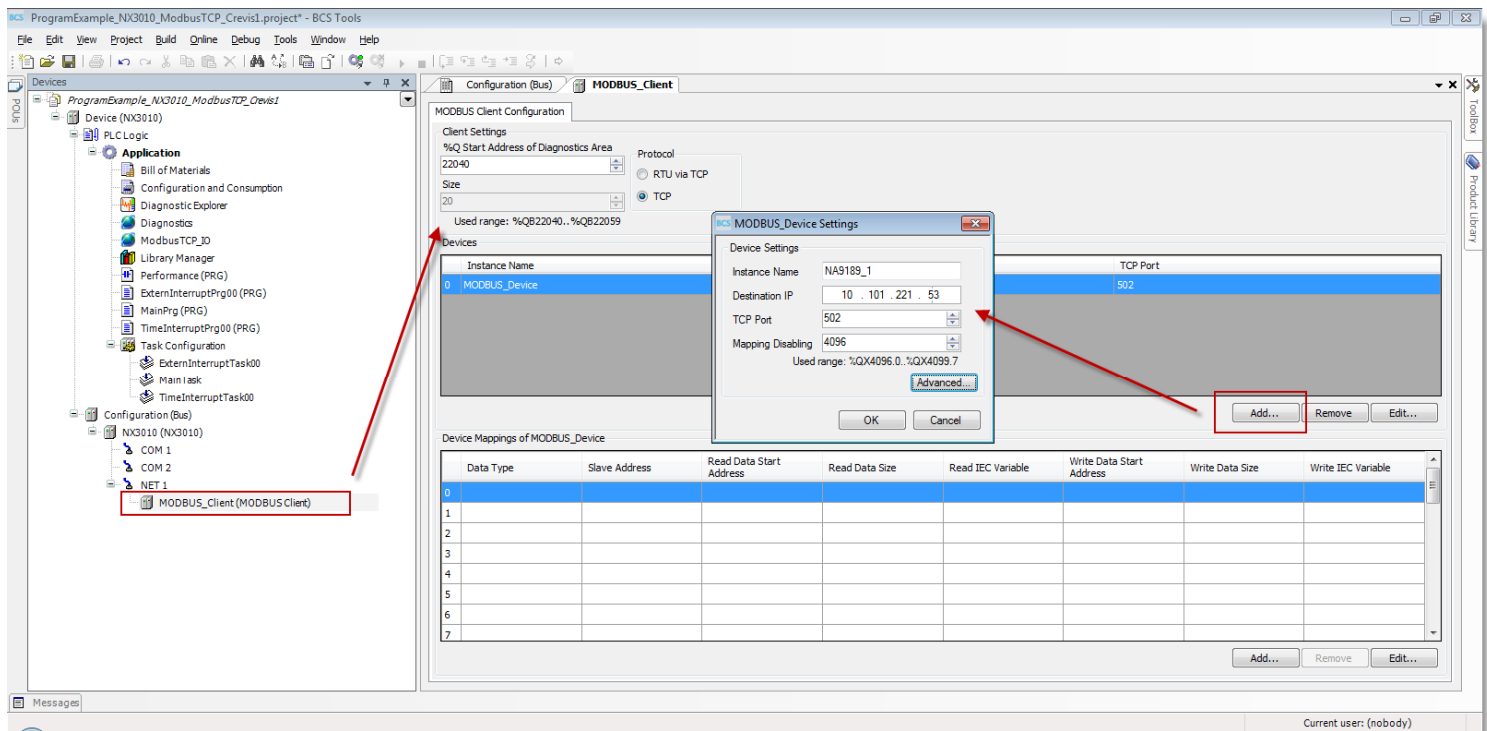 BCS ProgramExample_NX3010_ModbusTCP_Crevis1.project* - BCS Tools
File Edit View Project Build Online Debug Tools Window Help
Devices
POUs
ProgramExample_NX3010_ModbusTCP_Crevis1
Device (NX3010)
PLC Logic
Application
Bill of Materials
Configuration and Consumption
Diagnostic Explorer
Diagnostics
ModbusTCP_IO
Library Manager
Performance (PRG)
ExternInterruptPrg00 (PRG)
MainPrg (PRG)
TimeInterruptPrg00 (PRG)
Task Configuration
ExternInterruptTask00
MainTask
TimeInterruptTask00
Configuration (Bus)
NX3010 (NX3010)
COM 1
COM 2
NET 1
MODBUS_Client (MODBUS Client)
Configuration (Bus) MODBUS_Client
MODBUS Client Configuration
Client Settings
%Q Start Address of Diagnostics Area
22040
Size
20
Used range: %QB22040..%QB22059
Protocol
RTU via TCP
TCP
Devices
Instance Name TCP Port
0 MODBUS_Device 502
Add... Remove Edit...
BCS MODBUS_Device Settings
Device Settings
Instance Name NA9189_1
Destination IP 10 . 101 . 221 . 53
TCP Port 502
Mapping Disabling 4096
Used range: %QX4096.0..%QX4099.7
Advanced...
OK Cancel
Device Mappings of MODBUS_Device
Data Type Slave Address Read Data Start Address Read Data Size Read IEC Variable Write Data Start Address Write Data Size Write IEC Variable
0
1
2
3
4
5
6
7
Add... Remove Edit...
ToolBox
Product Library
Messages
Current user: (nobody)